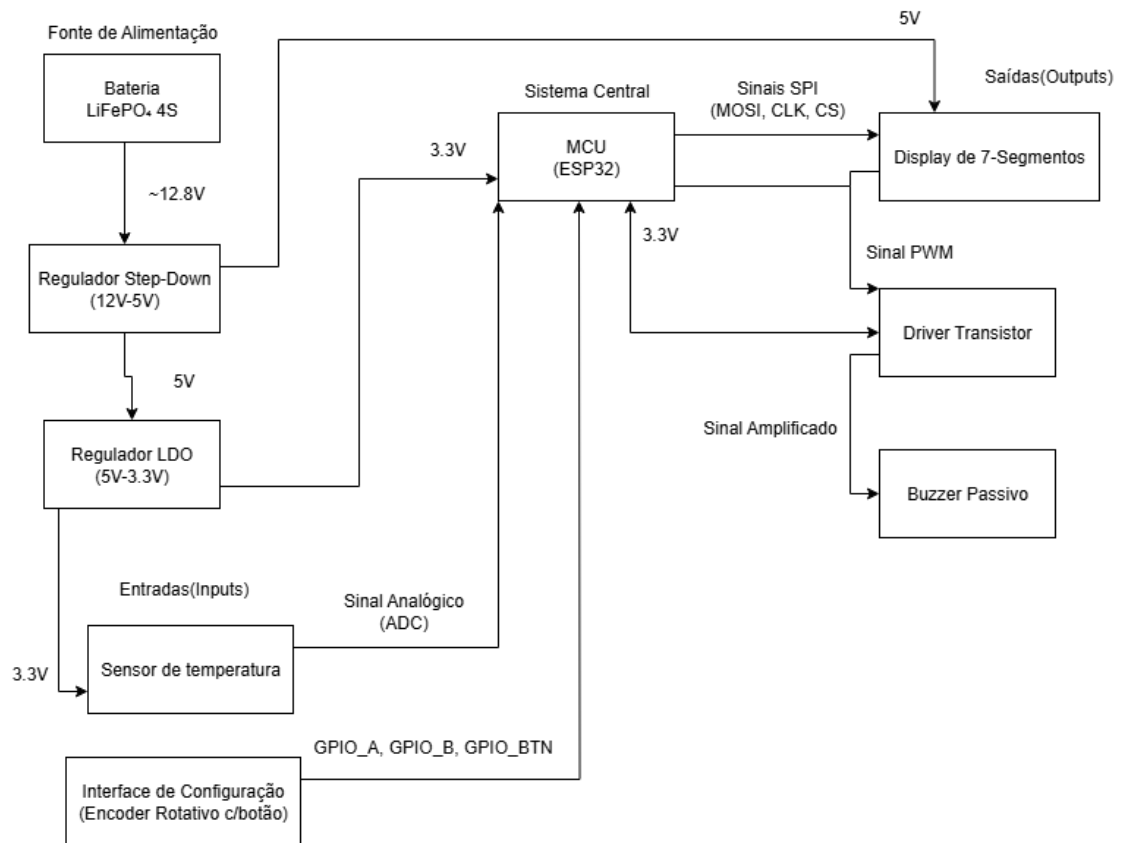 5V
Fonte de Alimentação
Saídas(Outputs)
Bateria
LiFePO₄ 4S
Sistema Central
Sinais SPI
(MOSI, CLK, CS)
3.3V
MCU
(ESP32)
Display de 7-Segmentos
~12.8V
3.3V
Sinal PWM
Regulador Step-Down
(12V-5V)
Driver Transistor
5V
Sinal Amplificado
Regulador LDO
(5V-3.3V)
Buzzer Passivo
Entradas(Inputs)
Sinal Analógico
(ADC)
3.3V
Sensor de temperatura
GPIO_A, GPIO_B, GPIO_BTN
Interface de Configuração
(Encoder Rotativo c/botão)